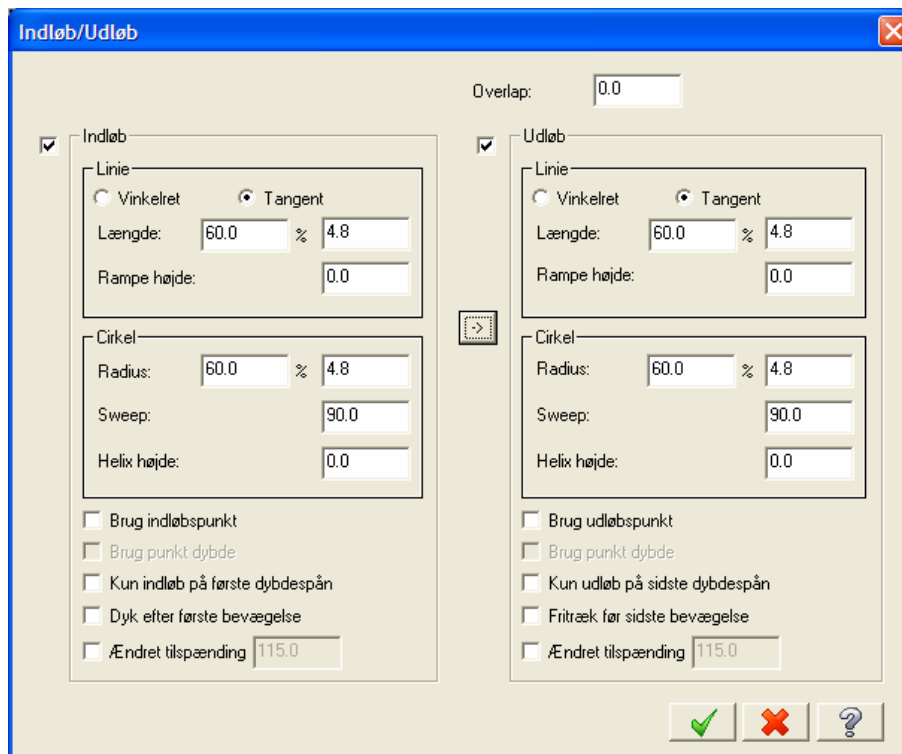 Indløb/Udløb
Overlap: 0.0
Indløb
Linie
Vinkelret Tangent
Længde: 60.0 % 4.8
Rampe højde: 0.0
Cirkel
Radius: 60.0 % 4.8
Sweep: 90.0
Helix højde: 0.0
Brug indløbspunkt
Brug punkt dybde
Kun indløb på første dybdespån
Dyk efter første bevægelse
Ændret tilspænding 115.0
->
Udløb
Linie
Vinkelret Tangent
Længde: 60.0 % 4.8
Rampe højde: 0.0
Cirkel
Radius: 60.0 % 4.8
Sweep: 90.0
Helix højde: 0.0
Brug udløbspunkt
Brug punkt dybde
Kun udløb på sidste dybdespån
Fritræk før sidste bevægelse
Ændret tilspænding 115.0
?